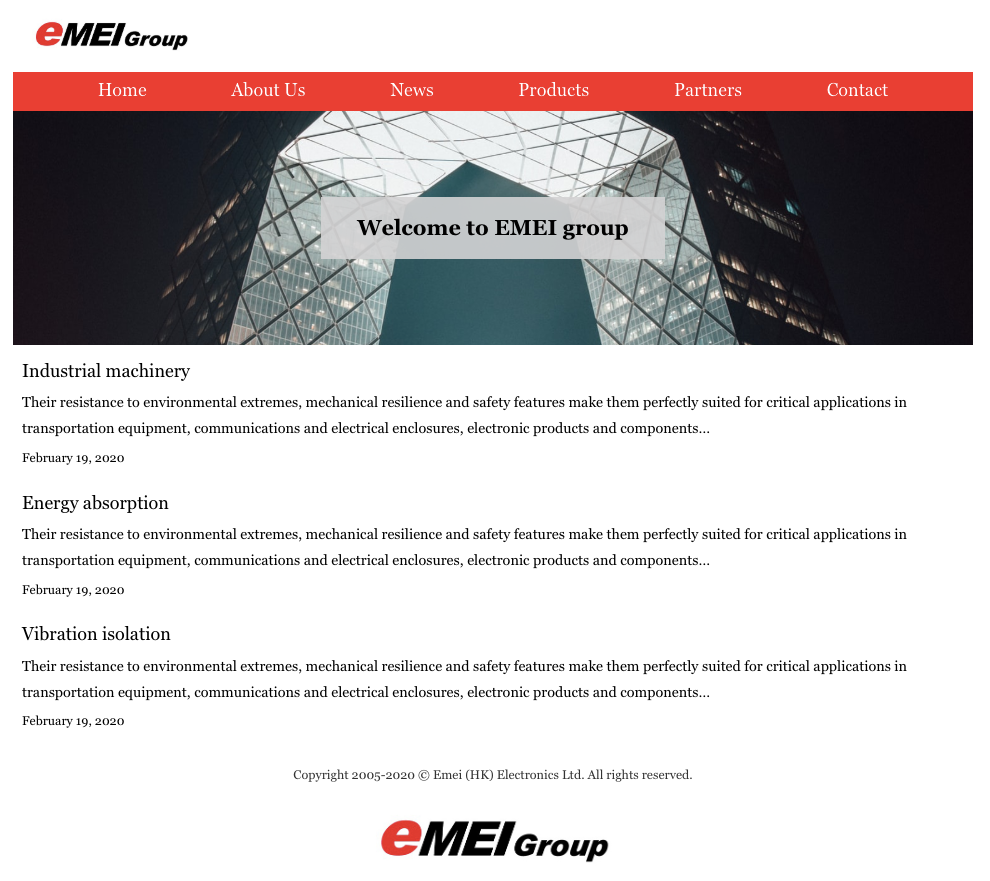 eMEI Group
Home About Us News Products Partners Contact
Welcome to EMEI group
Industrial machinery
Their resistance to environmental extremes, mechanical resilience and safety features make them perfectly suited for critical applications in
transportation equipment, communications and electrical enclosures, electronic products and components...
February 19, 2020
Energy absorption
Their resistance to environmental extremes, mechanical resilience and safety features make them perfectly suited for critical applications in
transportation equipment, communications and electrical enclosures, electronic products and components...
February 19, 2020
Vibration isolation
Their resistance to environmental extremes, mechanical resilience and safety features make them perfectly suited for critical applications in
transportation equipment, communications and electrical enclosures, electronic products and components...
February 19, 2020
Copyright 2005-2020 © Emei (HK) Electronics Ltd. All rights reserved.
eMEI Group